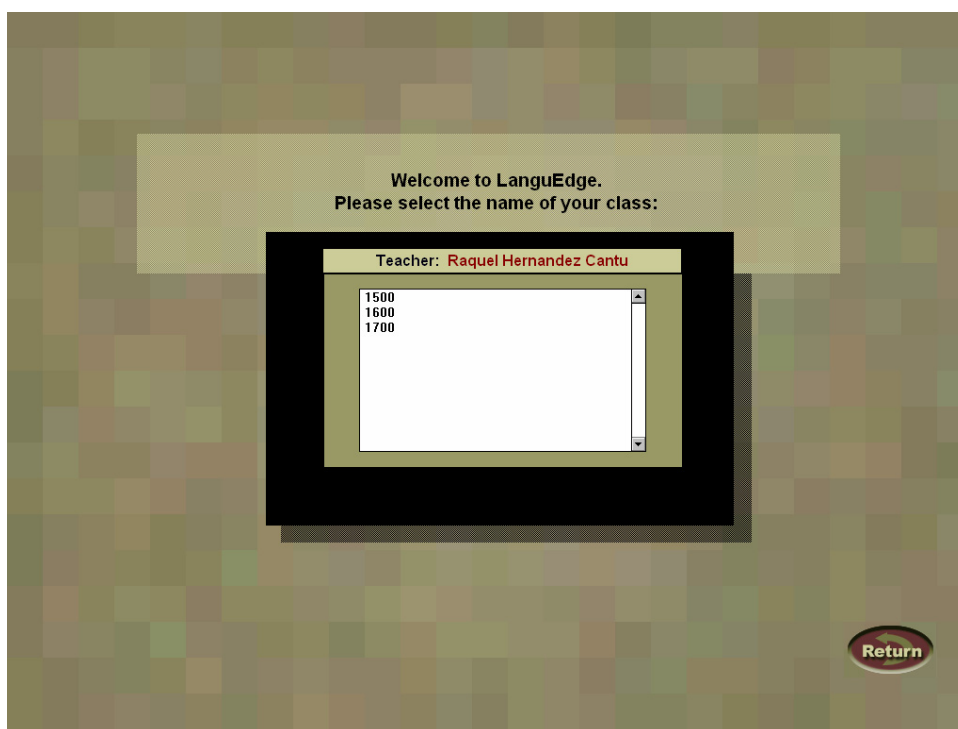 Welcome to LanguEdge.
Please select the name of your class:
Teacher: Raquel Hernandez Cantu
1500
1600
1700
Return